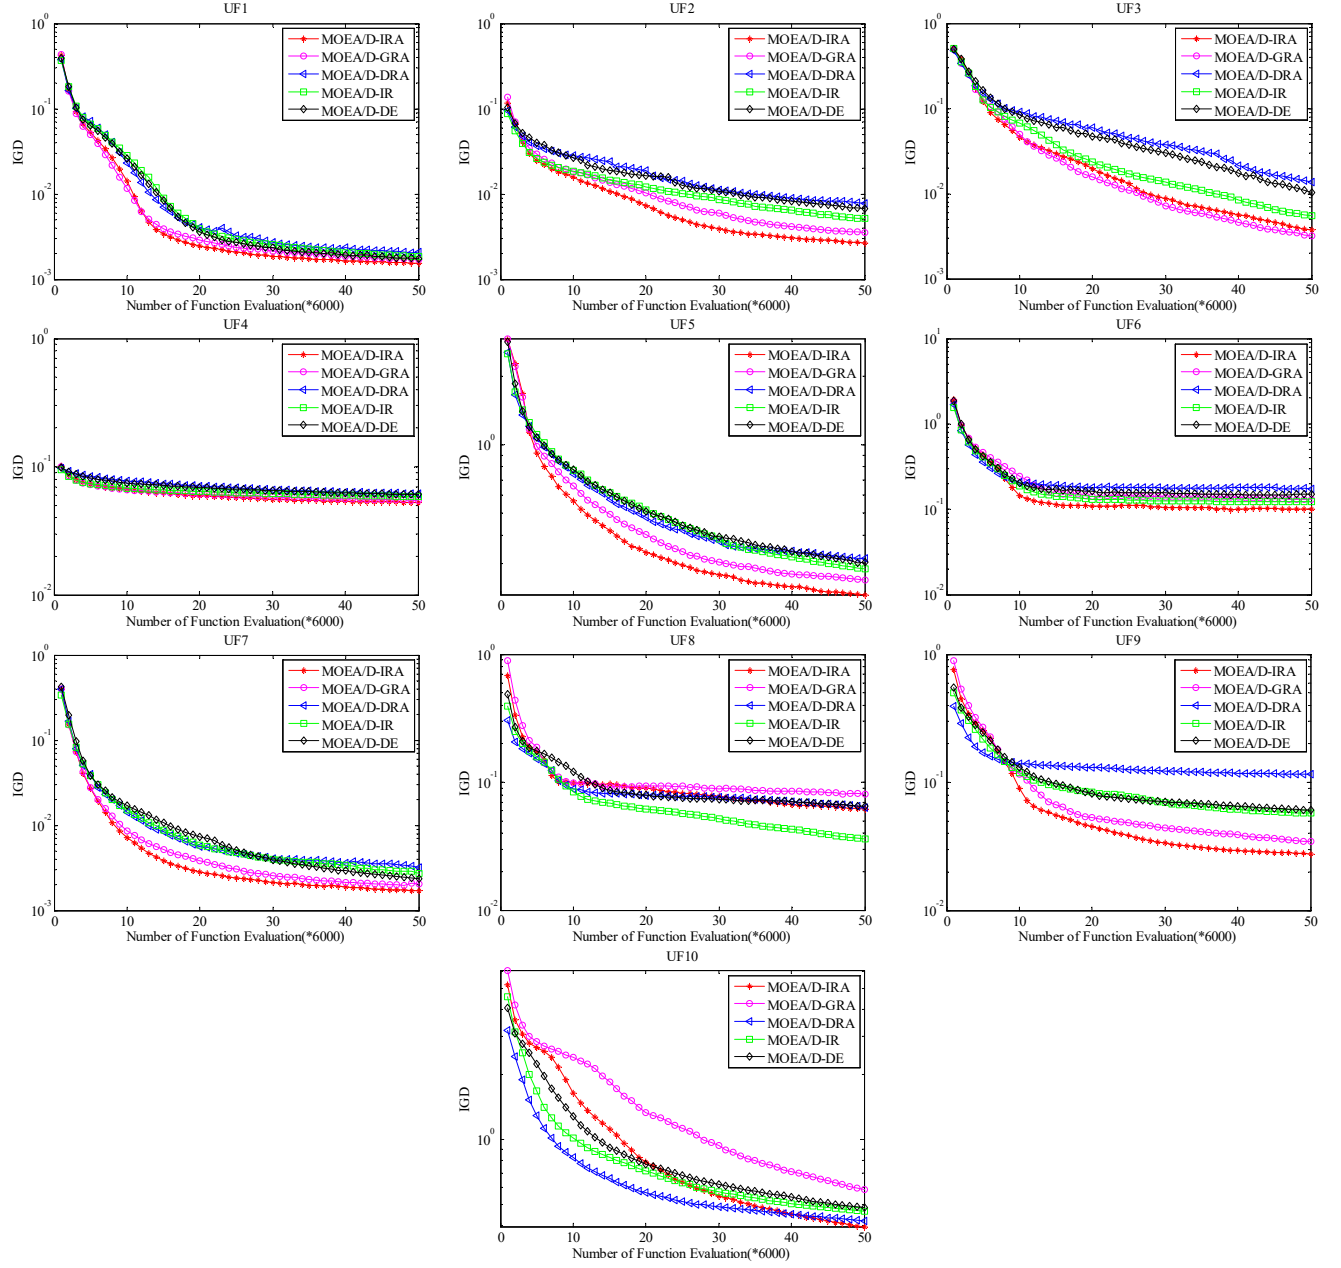 UF1
10^0
10^-1
10^-2
10^-3
IGD
MOEA/D-IRA
MOEA/D-GRA
MOEA/D-DRA
MOEA/D-IR
MOEA/D-DE
0 10 20 30 40 50
Number of Function Evaluation(*6000)
UF2
10^0
10^-1
10^-2
10^-3
IGD
MOEA/D-IRA
MOEA/D-GRA
MOEA/D-DRA
MOEA/D-IR
MOEA/D-DE
0 10 20 30 40 50
Number of Function Evaluation(*6000)
UF3
10^0
10^-1
10^-2
10^-3
IGD
MOEA/D-IRA
MOEA/D-GRA
MOEA/D-DRA
MOEA/D-IR
MOEA/D-DE
0 10 20 30 40 50
Number of Function Evaluation(*6000)
UF4
10^0
10^-1
10^-2
IGD
MOEA/D-IRA
MOEA/D-GRA
MOEA/D-DRA
MOEA/D-IR
MOEA/D-DE
0 10 20 30 40 50
Number of Function Evaluation(*6000)
UF5
10^0
IGD
MOEA/D-IRA
MOEA/D-GRA
MOEA/D-DRA
MOEA/D-IR
MOEA/D-DE
0 10 20 30 40 50
Number of Function Evaluation(*6000)
UF6
10^1
10^0
10^-1
10^-2
IGD
MOEA/D-IRA
MOEA/D-GRA
MOEA/D-DRA
MOEA/D-IR
MOEA/D-DE
0 10 20 30 40 50
Number of Function Evaluation(*6000)
UF7
10^0
10^-1
10^-2
10^-3
IGD
MOEA/D-IRA
MOEA/D-GRA
MOEA/D-DRA
MOEA/D-IR
MOEA/D-DE
0 10 20 30 40 50
Number of Function Evaluation(*6000)
UF8
10^0
10^-1
10^-2
IGD
MOEA/D-IRA
MOEA/D-GRA
MOEA/D-DRA
MOEA/D-IR
MOEA/D-DE
0 10 20 30 40 50
Number of Function Evaluation(*6000)
UF9
10^0
10^-1
10^-2
IGD
MOEA/D-IRA
MOEA/D-GRA
MOEA/D-DRA
MOEA/D-IR
MOEA/D-DE
0 10 20 30 40 50
Number of Function Evaluation(*6000)
UF10
10^0
IGD
MOEA/D-IRA
MOEA/D-GRA
MOEA/D-DRA
MOEA/D-IR
MOEA/D-DE
0 10 20 30 40 50
Number of Function Evaluation(*6000)